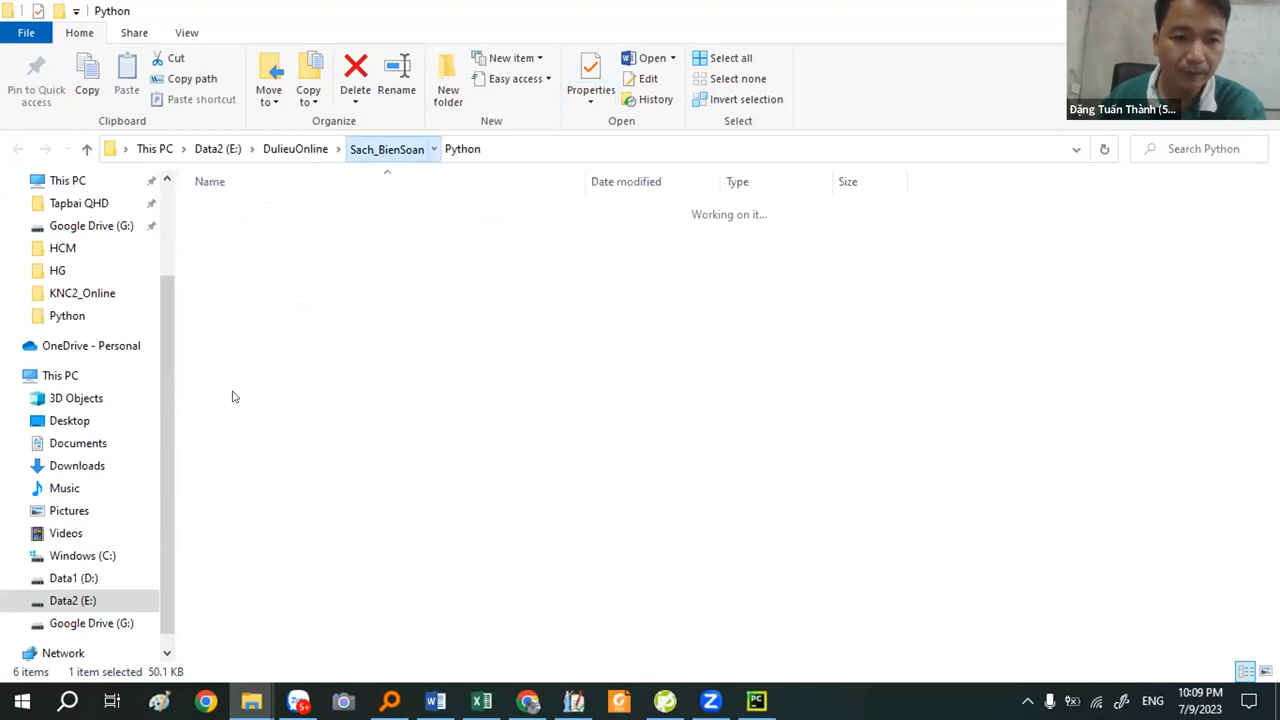 Python
File
Home
Share
View
Pin to Quick access
Copy
Paste
Cut
Copy path
Paste shortcut
Clipboard
Move to
Copy to
Delete
Rename
Organize
New folder
New item
Easy access
New
Properties
Open
Edit
History
Open
Select all
Select none
Invert selection
Select
Đặng Tuấn Thành (5...
This PC
Data2 (E:)
DulieuOnline
Sach_BienSoan
Python
Search Python
Name
Date modified
Type
Size
Working on it...
This PC
Tapbai QHD
Google Drive (G:)
HCM
HG
KNC2_Online
Python
OneDrive - Personal
This PC
3D Objects
Desktop
Documents
Downloads
Music
Pictures
Videos
Windows (C:)
Data1 (D:)
Data2 (E:)
Google Drive (G:)
Network
6 items 1 item selected 50.1 KB
5+
ENG
10:09 PM
7/9/2023